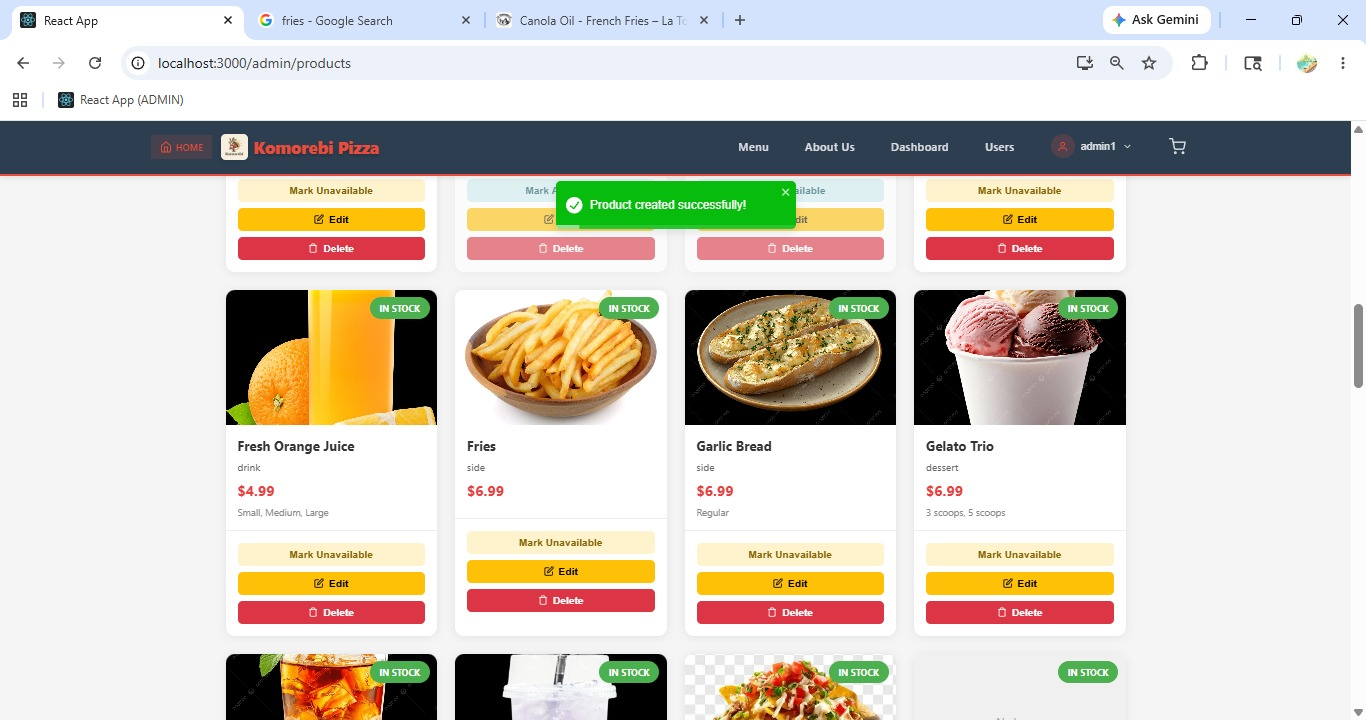 React App
fries - Google Search
Canola Oil - French Fries – La To
Ask Gemini
localhost:3000/admin/products
React App (ADMIN)
HOME
Komorebi Pizza
Menu
About Us
Dashboard
Users
admin1
Mark Unavailable
Mark A
ailable
Mark Unavailable
Product created successfully!
Edit
dit
Edit
Delete
Delete
Delete
Delete
IN STOCK
IN STOCK
IN STOCK
IN STOCK
Fresh Orange Juice
drink
$4.99
Small, Medium, Large
Mark Unavailable
Edit
Delete
Fries
side
$6.99
Mark Unavailable
Edit
Delete
Garlic Bread
side
$6.99
Regular
Mark Unavailable
Edit
Delete
Gelato Trio
dessert
$6.99
3 scoops, 5 scoops
Mark Unavailable
Edit
Delete
IN STOCK
IN STOCK
IN STOCK
IN STOCK